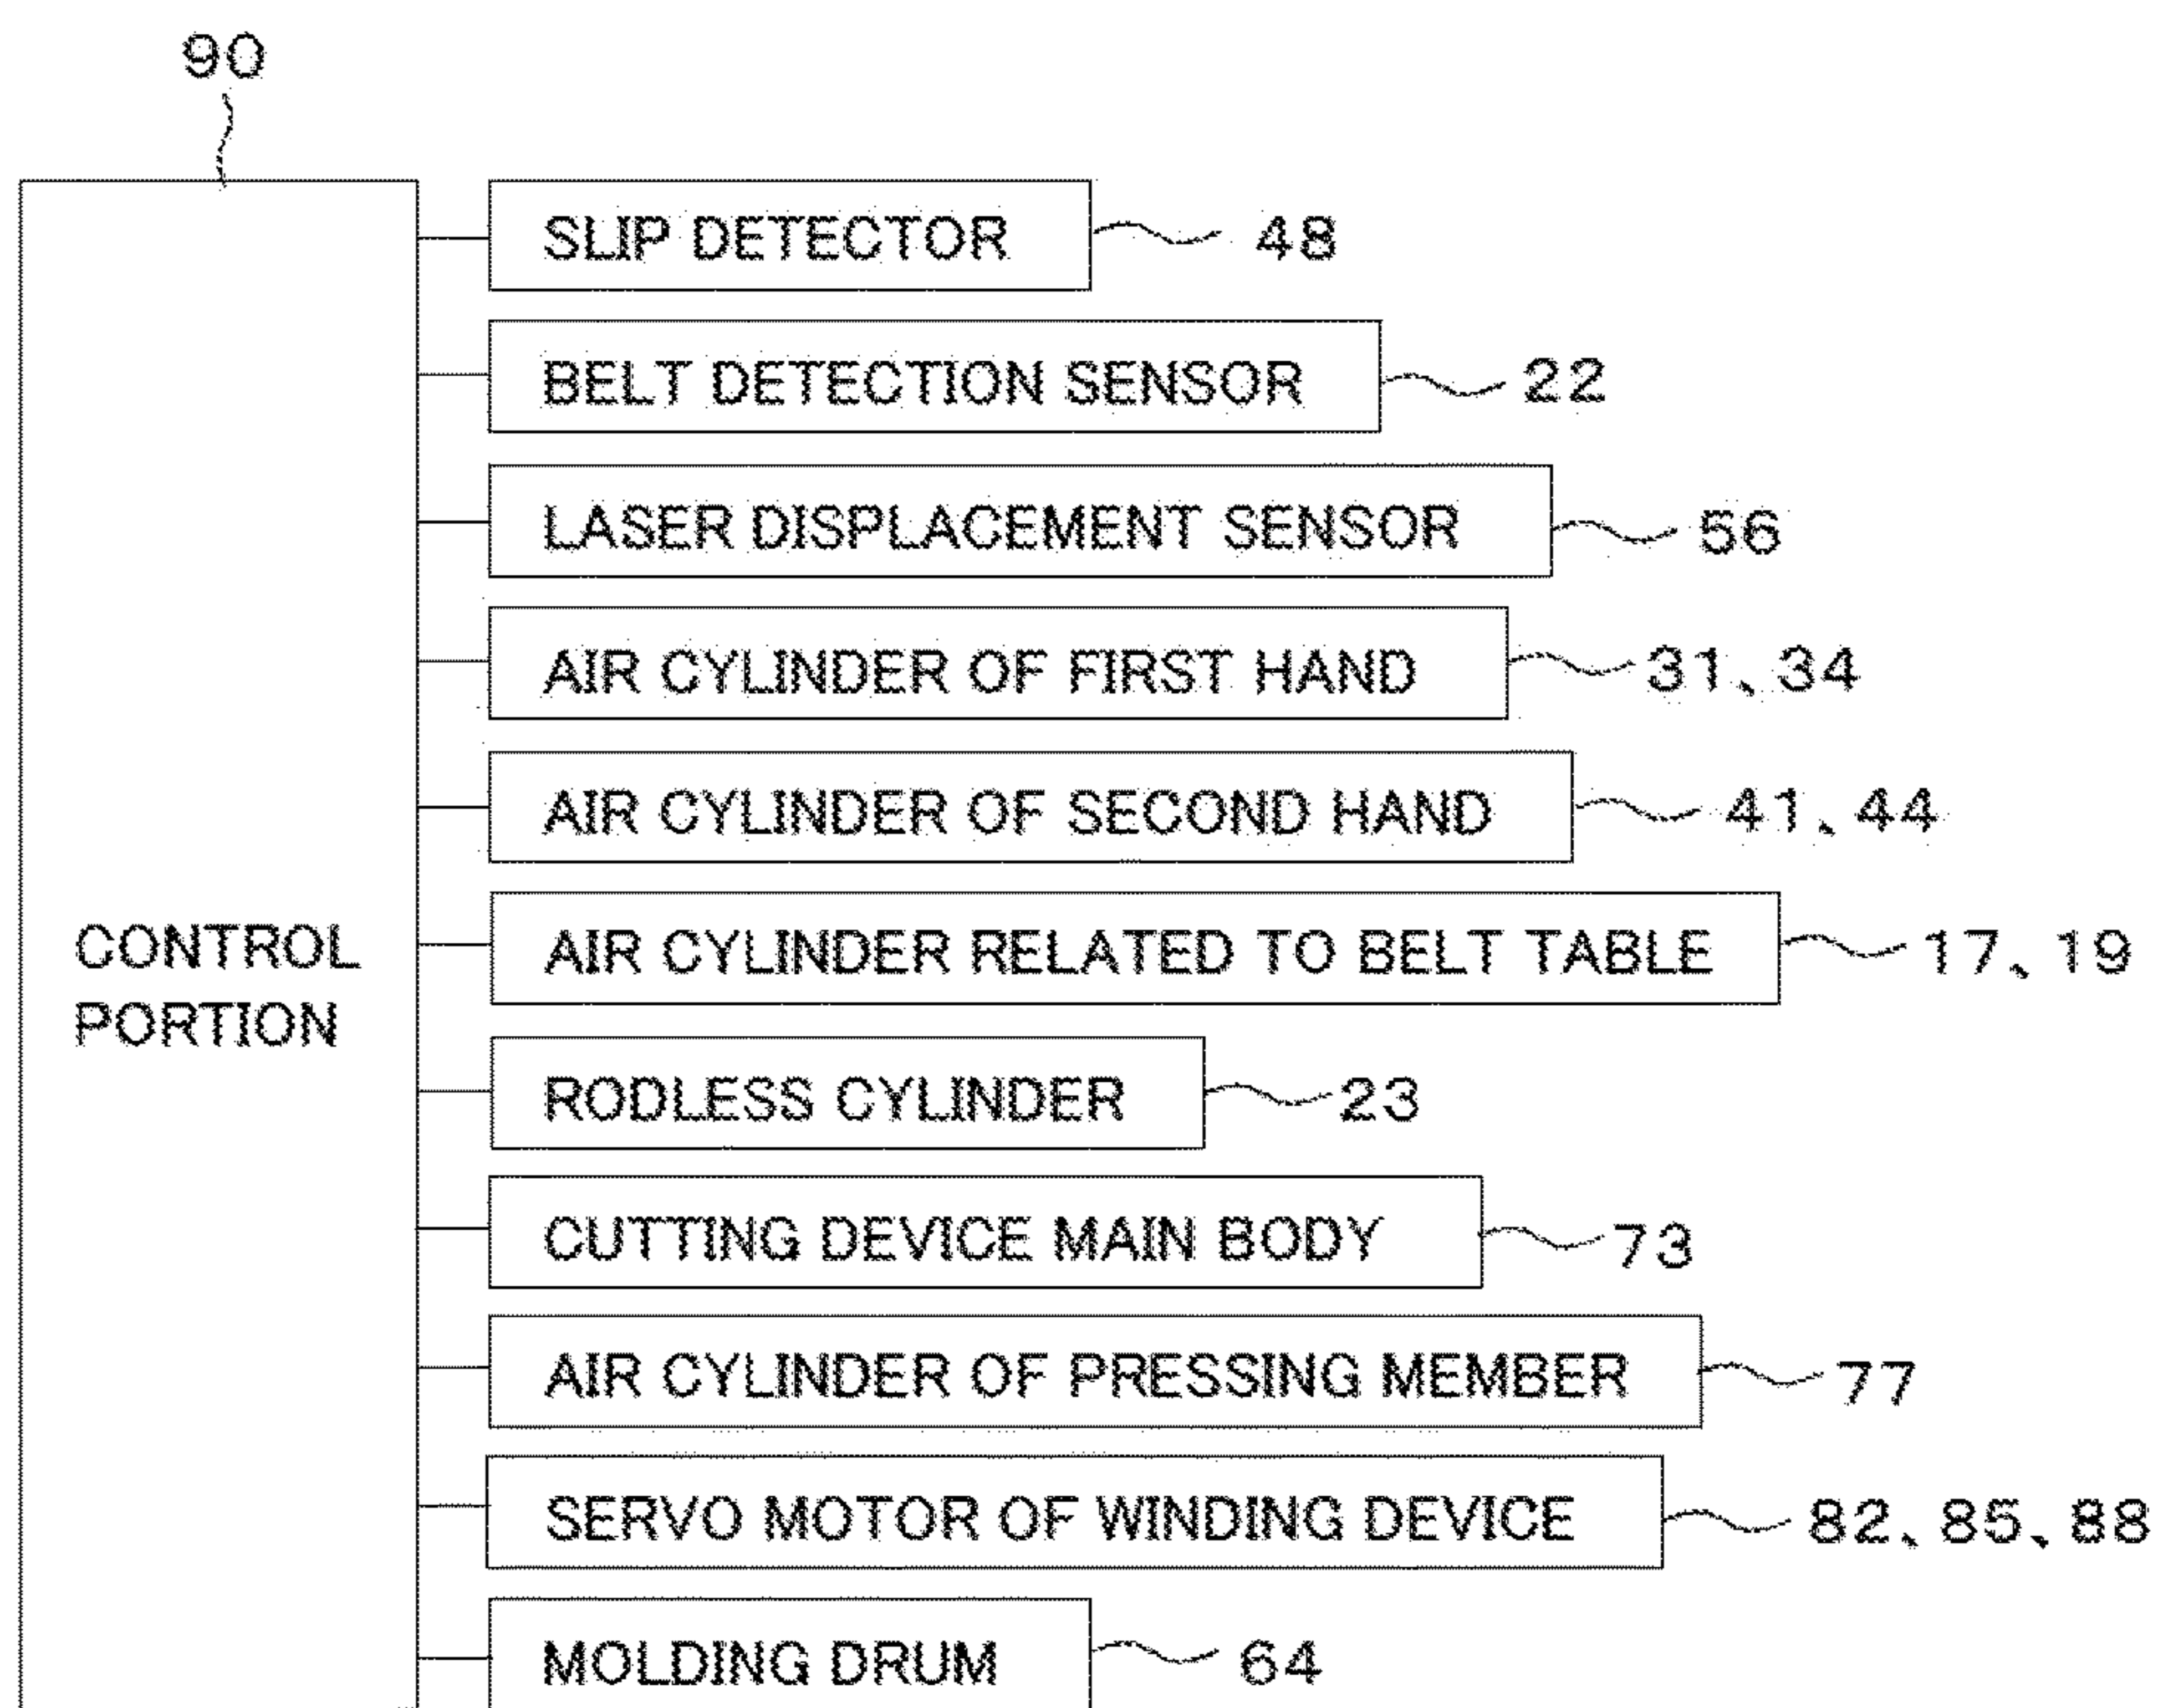 90
SLIP DETECTOR 48
BELT DETECTION SENSOR 22
LASER DISPLACEMENT SENSOR 56
AIR CYLINDER OF FIRST HAND 31、34
AIR CYLINDER OF SECOND HAND 41、44
CONTROL
PORTION
AIR CYLINDER RELATED TO BELT TABLE 17、19
RODLESS CYLINDER 23
CUTTING DEVICE MAIN BODY 73
AIR CYLINDER OF PRESSING MEMBER 77
SERVO MOTOR OF WINDING DEVICE 82、85、88
MOLDING DRUM 64